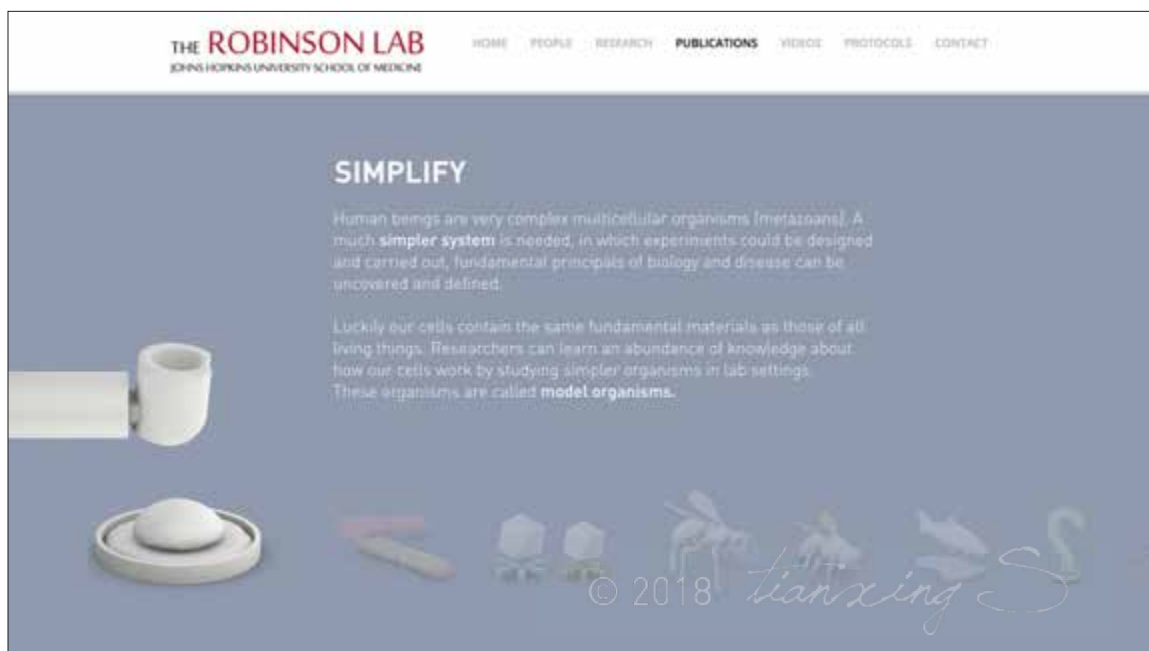 THE ROBINSON LAB
JOHNS HOPKINS UNIVERSITY SCHOOL OF MEDICINE
HOME PEOPLE RESEARCH PUBLICATIONS VIDEOS PROTOCOLS CONTACT
SIMPLIFY
Human beings are very complex multicellular organisms (metazoans). A
much simpler system is needed, in which experiments could be designed
and carried out, fundamental principals of biology and disease can be
uncovered and defined.
Luckily our cells contain the same fundamental materials as those of all
living things. Researchers can learn an abundance of knowledge about
how our cells work by studying simpler organisms in lab settings.
These organisms are called model organisms.
© 2018 tianxing S